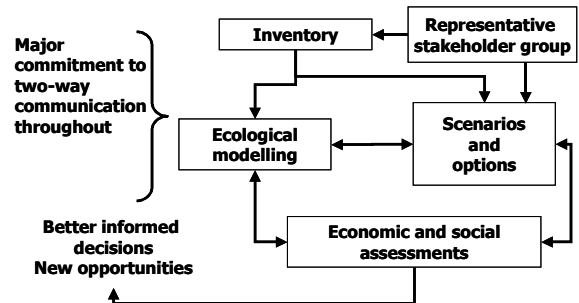 Major
commitment to
two-way
communication
throughout
Inventory
Representative
stakeholder group
Ecological
modelling
Scenarios
and
options
Economic and social
assessments
Better informed
decisions
New opportunities